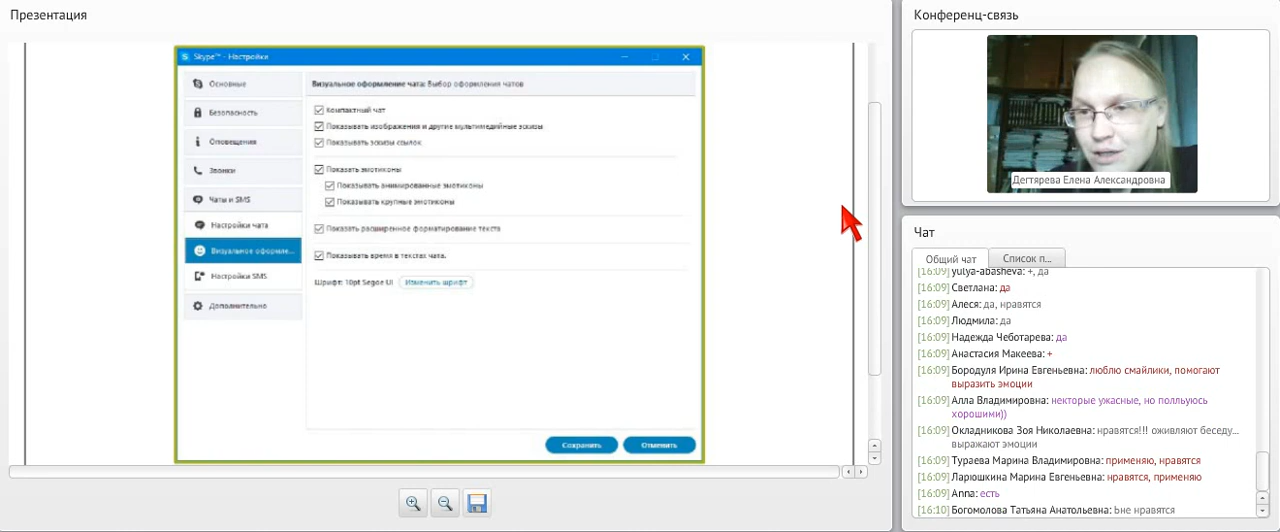 Презентация
Skype™ - Настройки
Основные
Безопасность
Оповещения
Звонки
Чаты и SMS
Настройки чата
Визуальное оформле...
Настройки SMS
Дополнительно
Визуальное оформление чата: Выбор оформления чатов
Компактный чат
Показывать изображения и другие мультимедийные эскизы
Показывать эскизы ссылок
Показать эмотиконы
Показывать анимированные эмотиконы
Показывать крупные эмотиконы
Показать расширенное форматирование текста
Показывать время в текстах чата.
Шрифт: 10pt Segoe UI Изменить шрифт
Сохранить Отменить
Конференц-связь
Дегтярева Елена Александровна
Чат
Общий чат Список п...
[16:09] yulya-abasheva: +, да
[16:09] Светлана: да
[16:09] Алеся: да, нравятся
[16:09] Людмила: да
[16:09] Надежда Чеботарева: да
[16:09] Анастасия Макеева: +
[16:09] Бородуля Ирина Евгеньевна: люблю смайлики, помогают
выразить эмоции
[16:09] Алла Владимировна: некторые ужасные, но полльуюсь
хорошими))
[16:09] Окладникова Зоя Николаевна: нравятся!!! оживляют беседу...
выражают эмоции
[16:09] Тураева Марина Владимировна: применяю, нравятся
[16:09] Ларюшкина Марина Евгеньевна: нравятся, применяю
[16:09] Anna: есть
[16:10] Богомолова Татьяна Анатольевна: Ьне нравятся